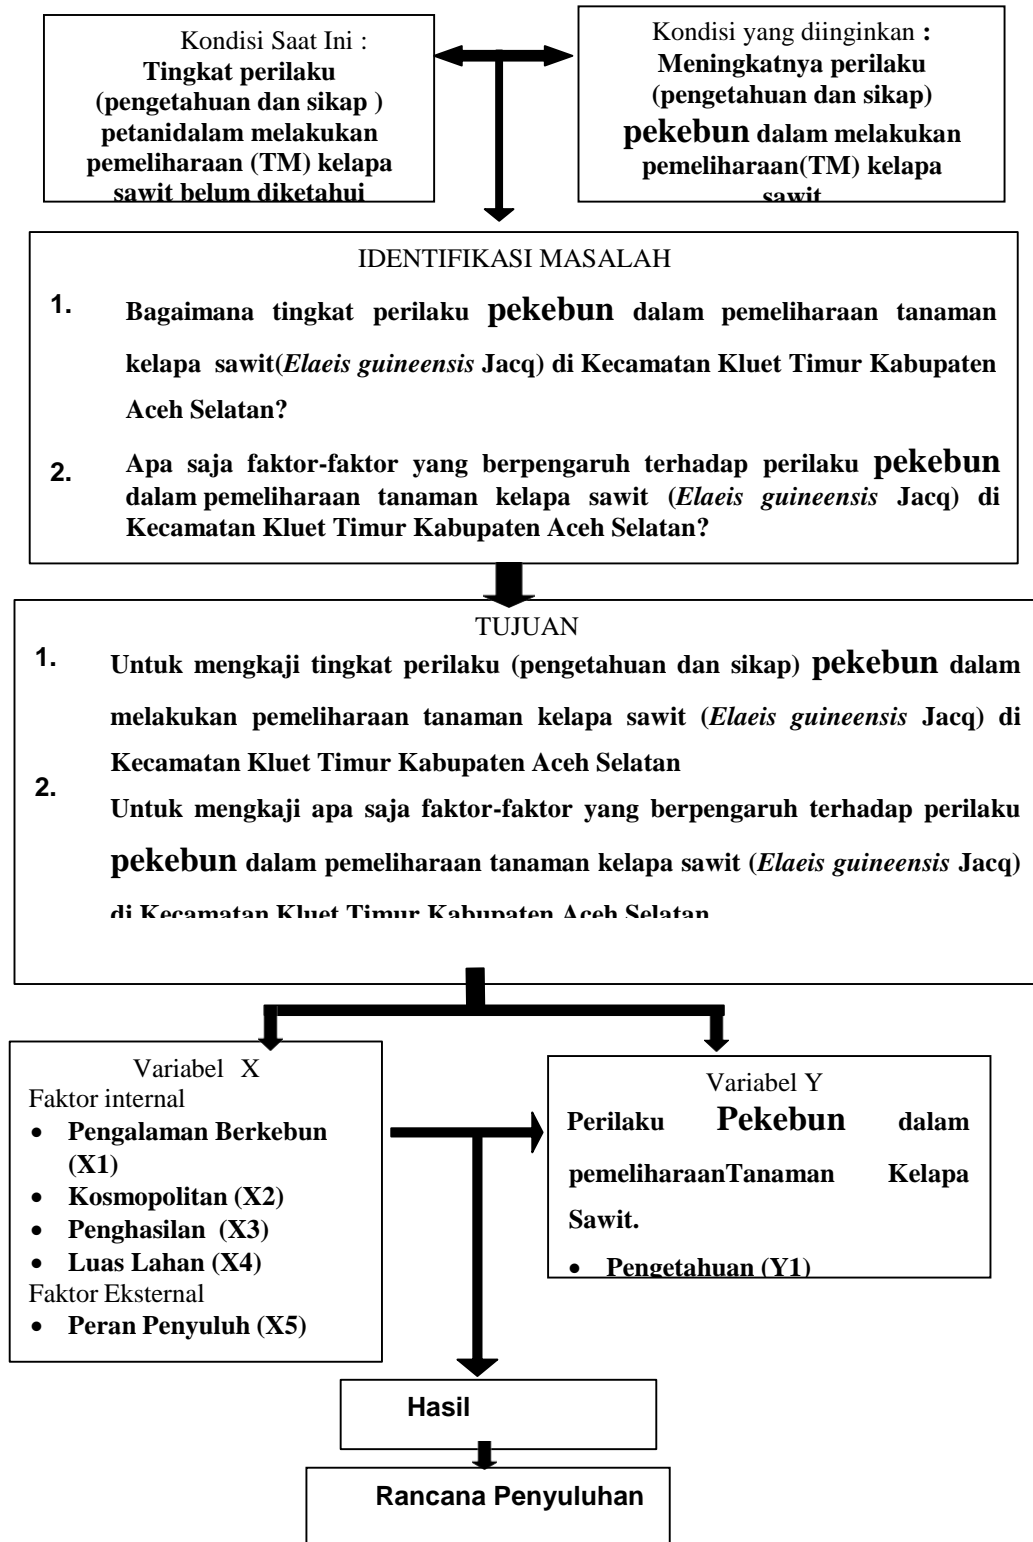 Kondisi Saat Ini :
Tingkat perilaku
(pengetahuan dan sikap )
petanidalam melakukan
pemeliharaan (TM) kelapa
sawit belum diketahui
Kondisi yang diinginkan :
Meningkatnya perilaku
(pengetahuan dan sikap)
pekebun dalam melakukan
pemeliharaan(TM) kelapa
sawit
IDENTIFIKASI MASALAH
1. Bagaimana tingkat perilaku pekebun dalam pemeliharaan tanaman
kelapa sawit(Elaeis guineensis Jacq) di Kecamatan Kluet Timur Kabupaten
Aceh Selatan?
2. Apa saja faktor-faktor yang berpengaruh terhadap perilaku pekebun
dalam pemeliharaan tanaman kelapa sawit (Elaeis guineensis Jacq) di
Kecamatan Kluet Timur Kabupaten Aceh Selatan?
TUJUAN
1. Untuk mengkaji tingkat perilaku (pengetahuan dan sikap) pekebun dalam
melakukan pemeliharaan tanaman kelapa sawit (Elaeis guineensis Jacq) di
Kecamatan Kluet Timur Kabupaten Aceh Selatan
2. Untuk mengkaji apa saja faktor-faktor yang berpengaruh terhadap perilaku
pekebun dalam pemeliharaan tanaman kelapa sawit (Elaeis guineensis Jacq)
di Kecamatan Kluet Timur Kabupaten Aceh Selatan
Variabel X
Faktor internal
• Pengalaman Berkebun
(X1)
• Kosmopolitan (X2)
• Penghasilan (X3)
• Luas Lahan (X4)
Faktor Eksternal
• Peran Penyuluh (X5)
Variabel Y
Perilaku Pekebun dalam
pemeliharaanTanaman Kelapa
Sawit.
• Pengetahuan (Y1)
Hasil
Rancana Penyuluhan